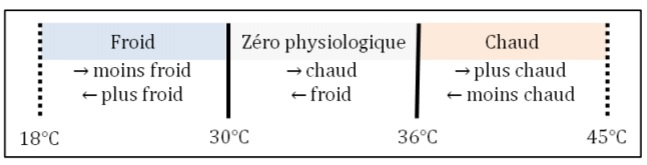 Froid Zéro physiologique Chaud
→ moins froid → chaud → plus chaud
← plus froid ← froid ← moins chaud
18°C 30°C 36°C 45°C